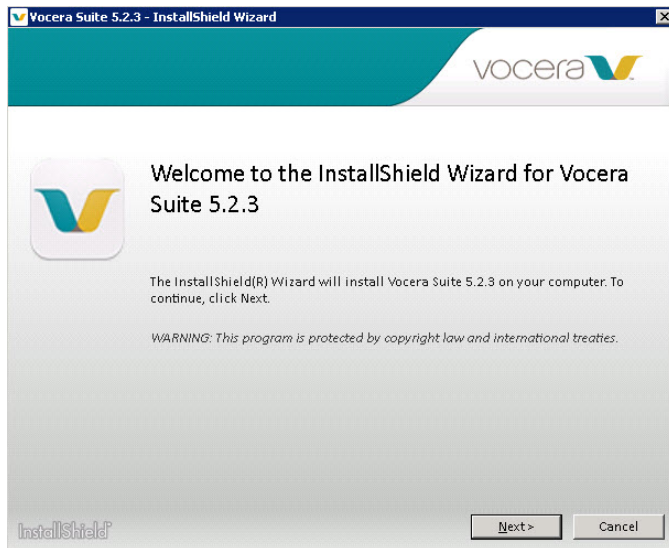 Vocera Suite 5.2.3 - InstallShield Wizard
vocera
Welcome to the InstallShield Wizard for Vocera
Suite 5.2.3
The InstallShield(R) Wizard will install Vocera Suite 5.2.3 on your computer. To
continue, click Next.
WARNING: This program is protected by copyright law and international treaties.
InstallShield
Next >
Cancel